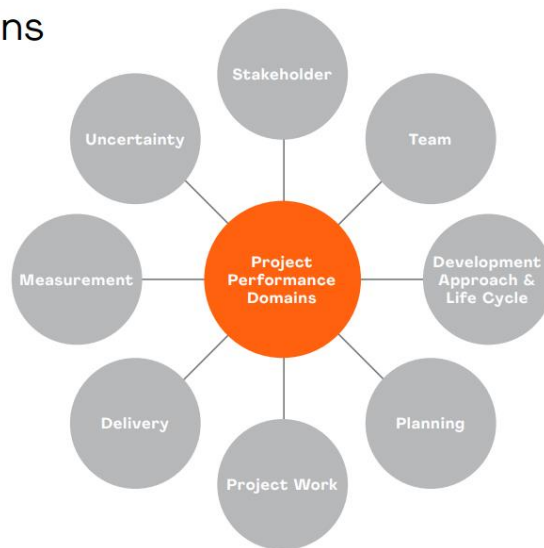 ns
Stakeholder
Uncertainty
Team
Project
Performance
Domains
Measurement
Development
Approach &
Life Cycle
Delivery
Planning
Project Work